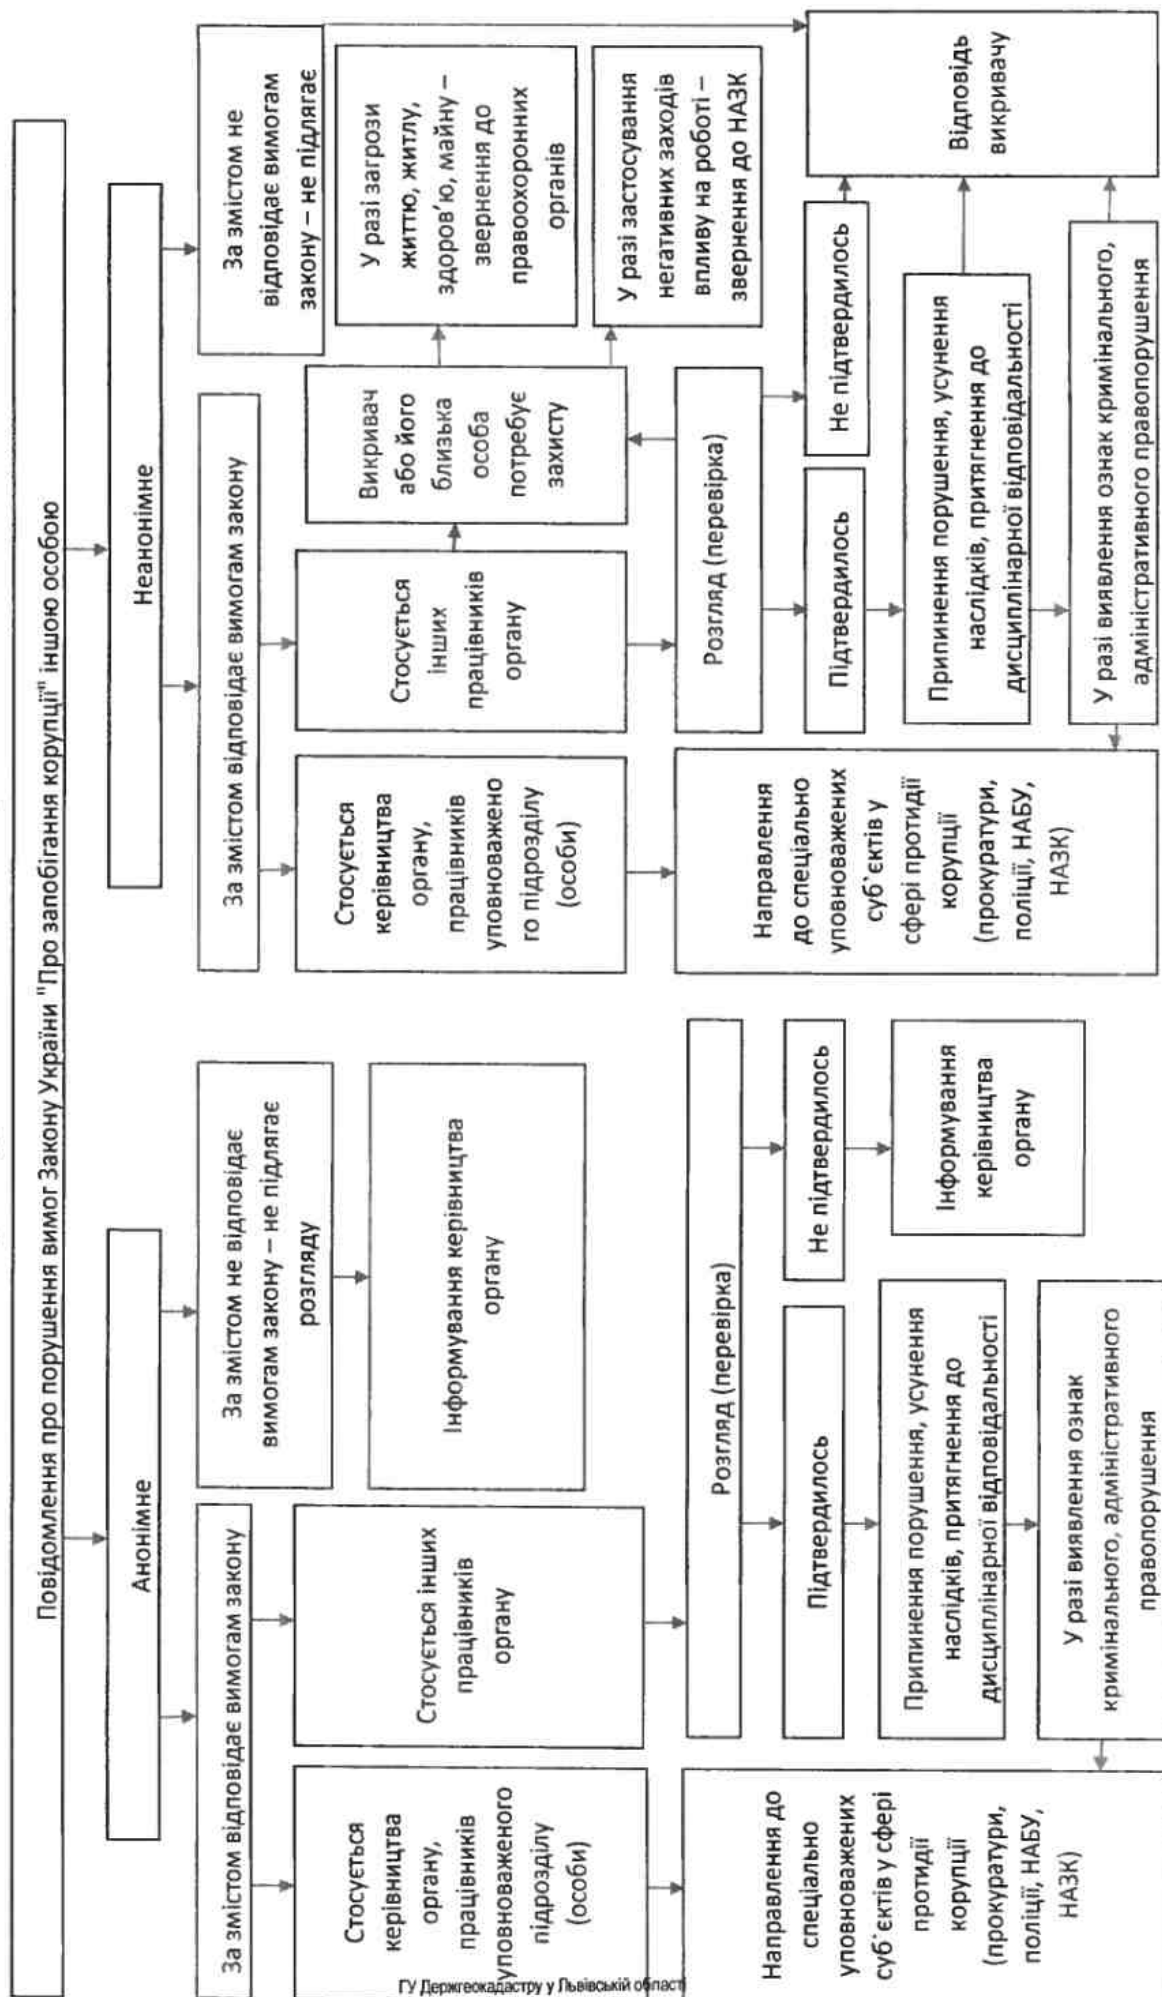 Повідомлення про порушення вимог Закону України "Про запобігання корупції" іншою особою
Анонімне
За змістом відповідає вимогам закону
Стосується
керівництва
органу,
працівників
уповноваженого
підрозділу
(особи)
Стосується інших
працівників
органу
За змістом не відповідає
вимогам закону – не підлягає
розгляду
Інформування керівництва
органу
Розгляд (перевірка)
Підтвердилось
Не підтвердилось
Припинення порушення, усунення
наслідків, притягнення до
дисциплінарної відповідальності
Інформування
керівництва
органу
У разі виявлення ознак
кримінального, адміністративного
правопорушення
Направлення до
спеціально
уповноважених
суб`єктів у сфері
протидії
корупції
(прокуратури,
поліції, НАБУ,
НАЗК)
Неанонімне
За змістом відповідає вимогам закону
Стосується
керівництва
органу,
працівників
уповноважено
го підрозділу
(особи)
Стосується
інших
працівників
органу
Викривач
або його
близька
особа
потребує
захисту
За змістом не
відповідає вимогам
закону – не підлягає
У разі загрози
життю, житлу,
здоров'ю, майну –
звернення до
правоохоронних
органів
У разі застосування
негативних заходів
впливу на роботі –
звернення до НАЗК
Розгляд (перевірка)
Підтвердилось
Не підтвердилось
Припинення порушення, усунення
наслідків, притягнення до
дисциплінарної відповідальності
У разі виявлення ознак кримінального,
адміністративного правопорушення
Направлення
до спеціально
уповноважених
суб`єктів у
сфері протидії
корупції
(прокуратури,
поліції, НАБУ,
НАЗК)
Відповідь
викривачу
ГУ Держгеокадастру у Львівській області